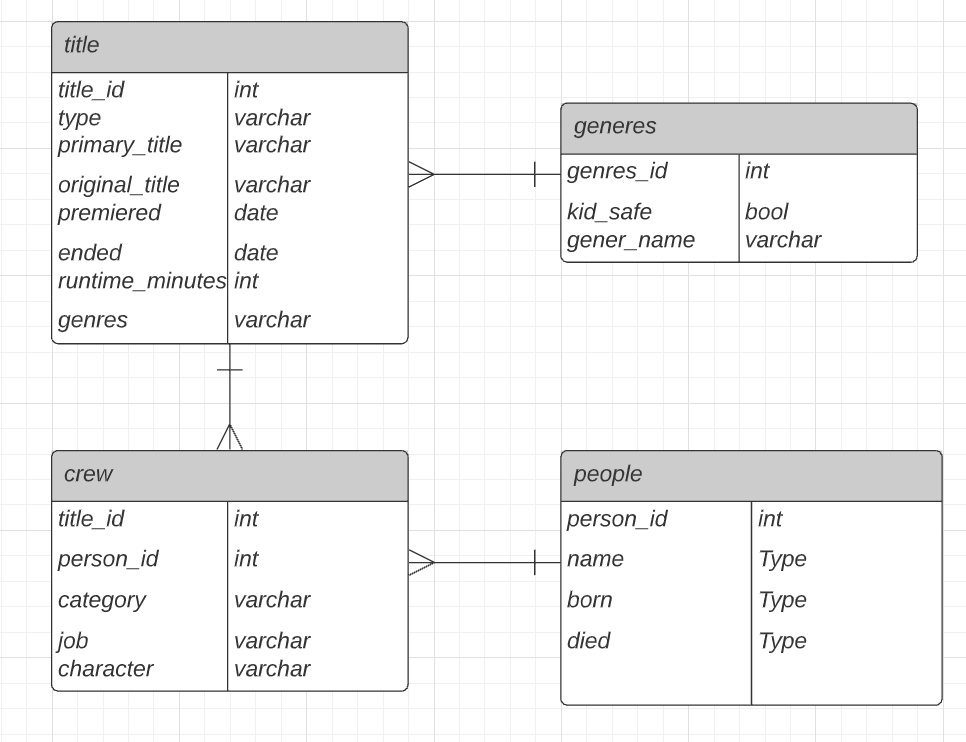 title
title_id int
type varchar
primary_title varchar
original_title varchar
premiered date
ended date
runtime_minutes int
genres varchar
generes
genres_id int
kid_safe bool
gener_name varchar
crew
title_id int
person_id int
category varchar
job varchar
character varchar
people
person_id int
name Type
born Type
died Type